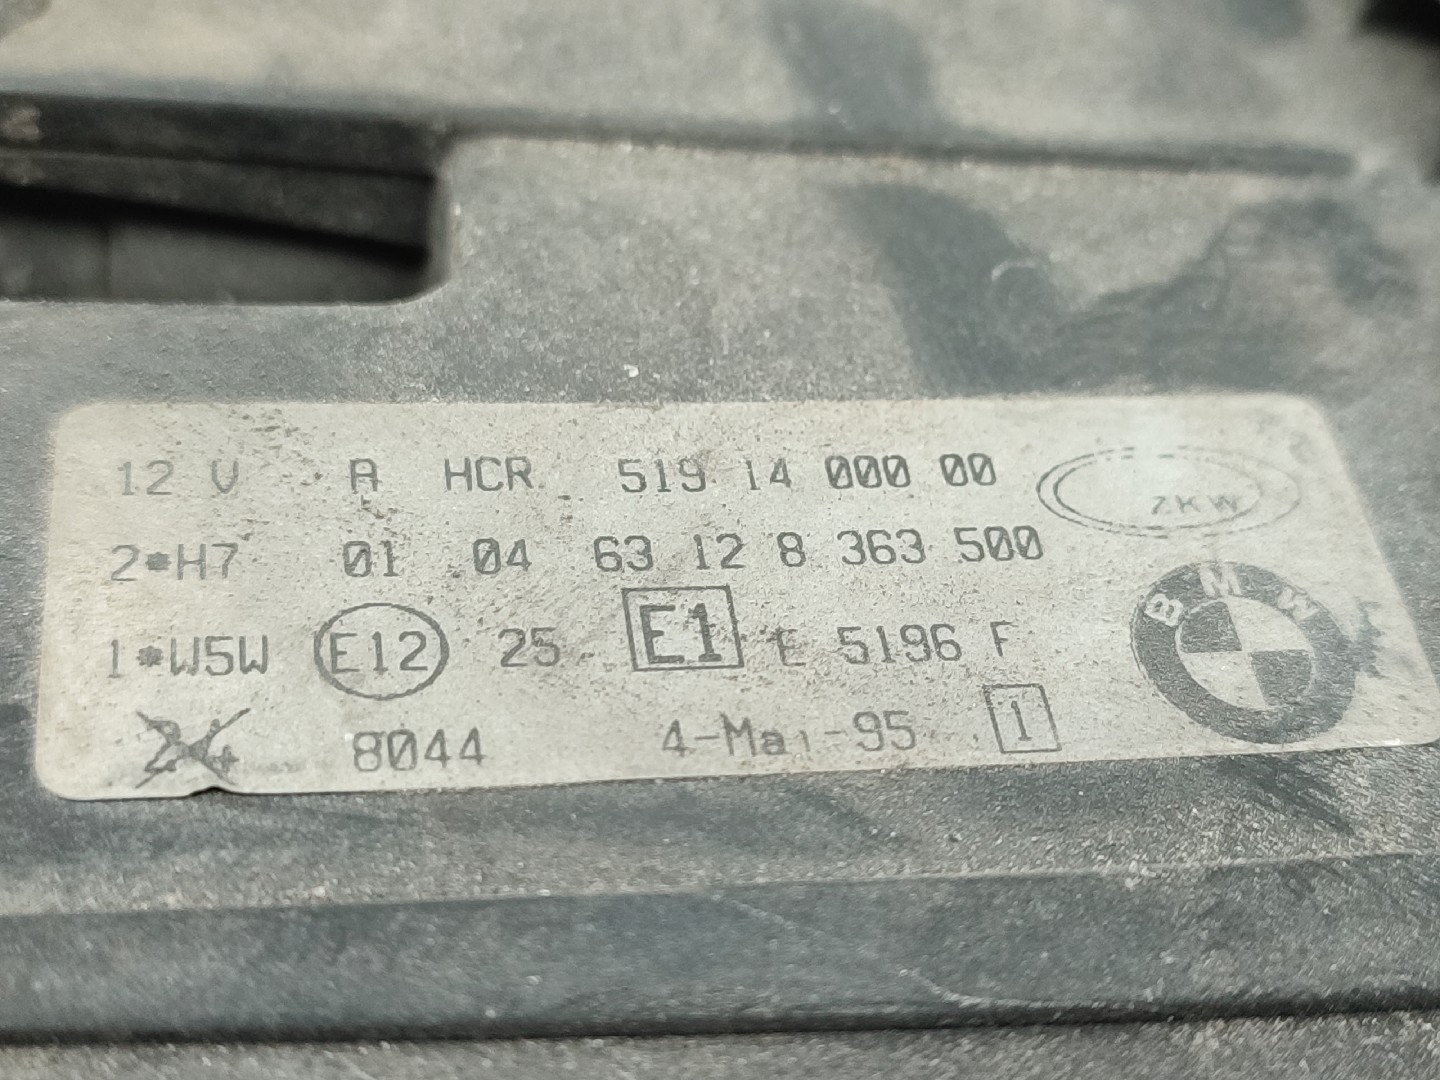 12 V A HCR 519 14 000 00 ZKW
2*H7 01 04 63 12 8 363 500
BMW
1*W5W E12 25 E1 E 5196 F
24 8044 4-Mai-95 1